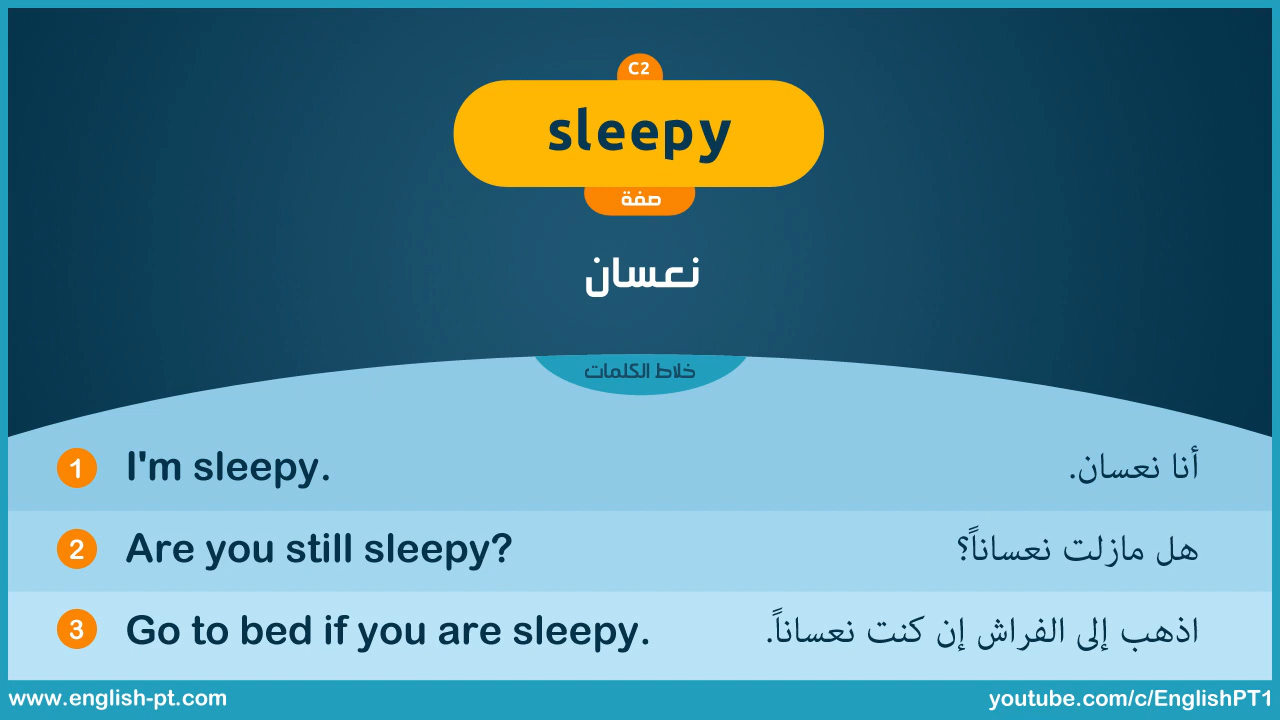 C2
sleepy
صفة
نعسان
خلاط الكلمات
1 I'm sleepy. أنا نعسان.
2 Are you still sleepy? هل مازلت نعساناً؟
3 Go to bed if you are sleepy. اذهب إلى الفراش إن كنت نعساناً.
www.english-pt.com youtube.com/c/EnglishPT1